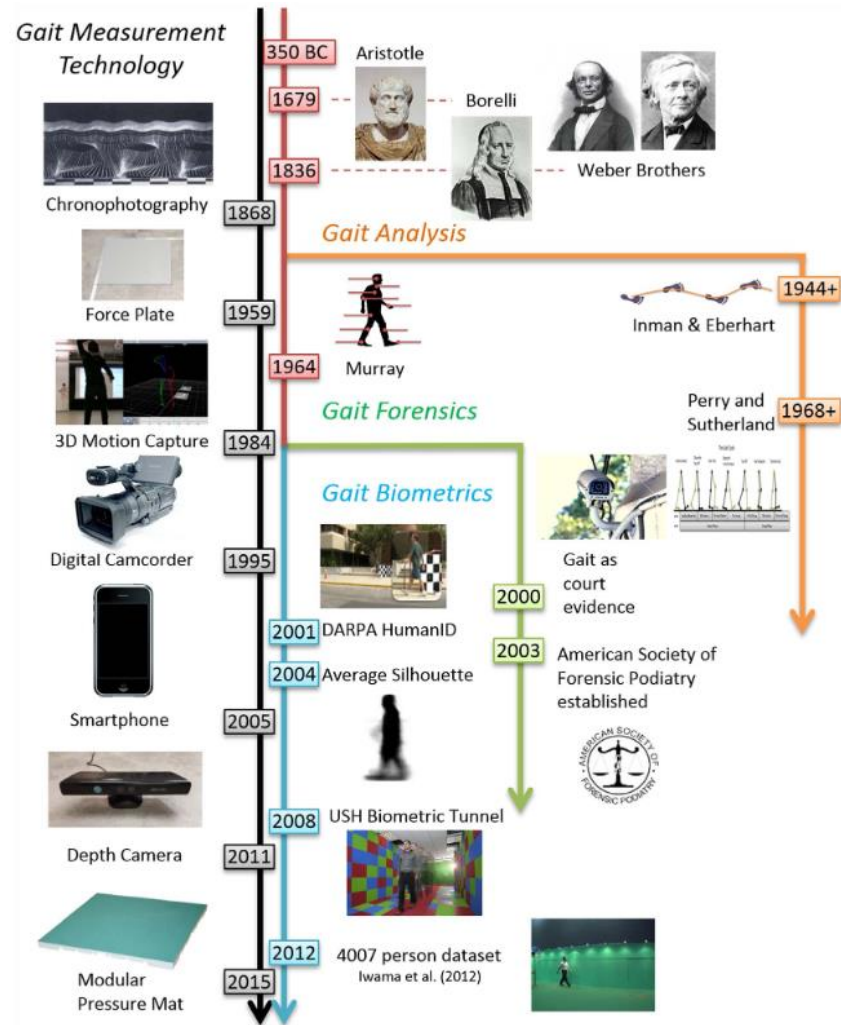 Gait Measurement
Technology
350 BC
Aristotle
1679
Borelli
1836
Weber Brothers
Chronophotography
1868
Gait Analysis
1944+
Inman & Eberhart
Force Plate
1959
1964
Murray
Perry and
Sutherland
1968+
Gait Forensics
3D Motion Capture
1984
Gait Biometrics
Digital Camcorder
1995
Gait as
court
evidence
2000
2001
DARPA HumanID
2003
American Society of
Forensic Podiatry
established
2004
Average Silhouette
Smartphone
2005
AMERICAN SOCIETY OF
FORENSIC PODIATRY
2008
USH Biometric Tunnel
Depth Camera
2011
2012
4007 person dataset
Iwama et al. (2012)
Modular
Pressure Mat
2015